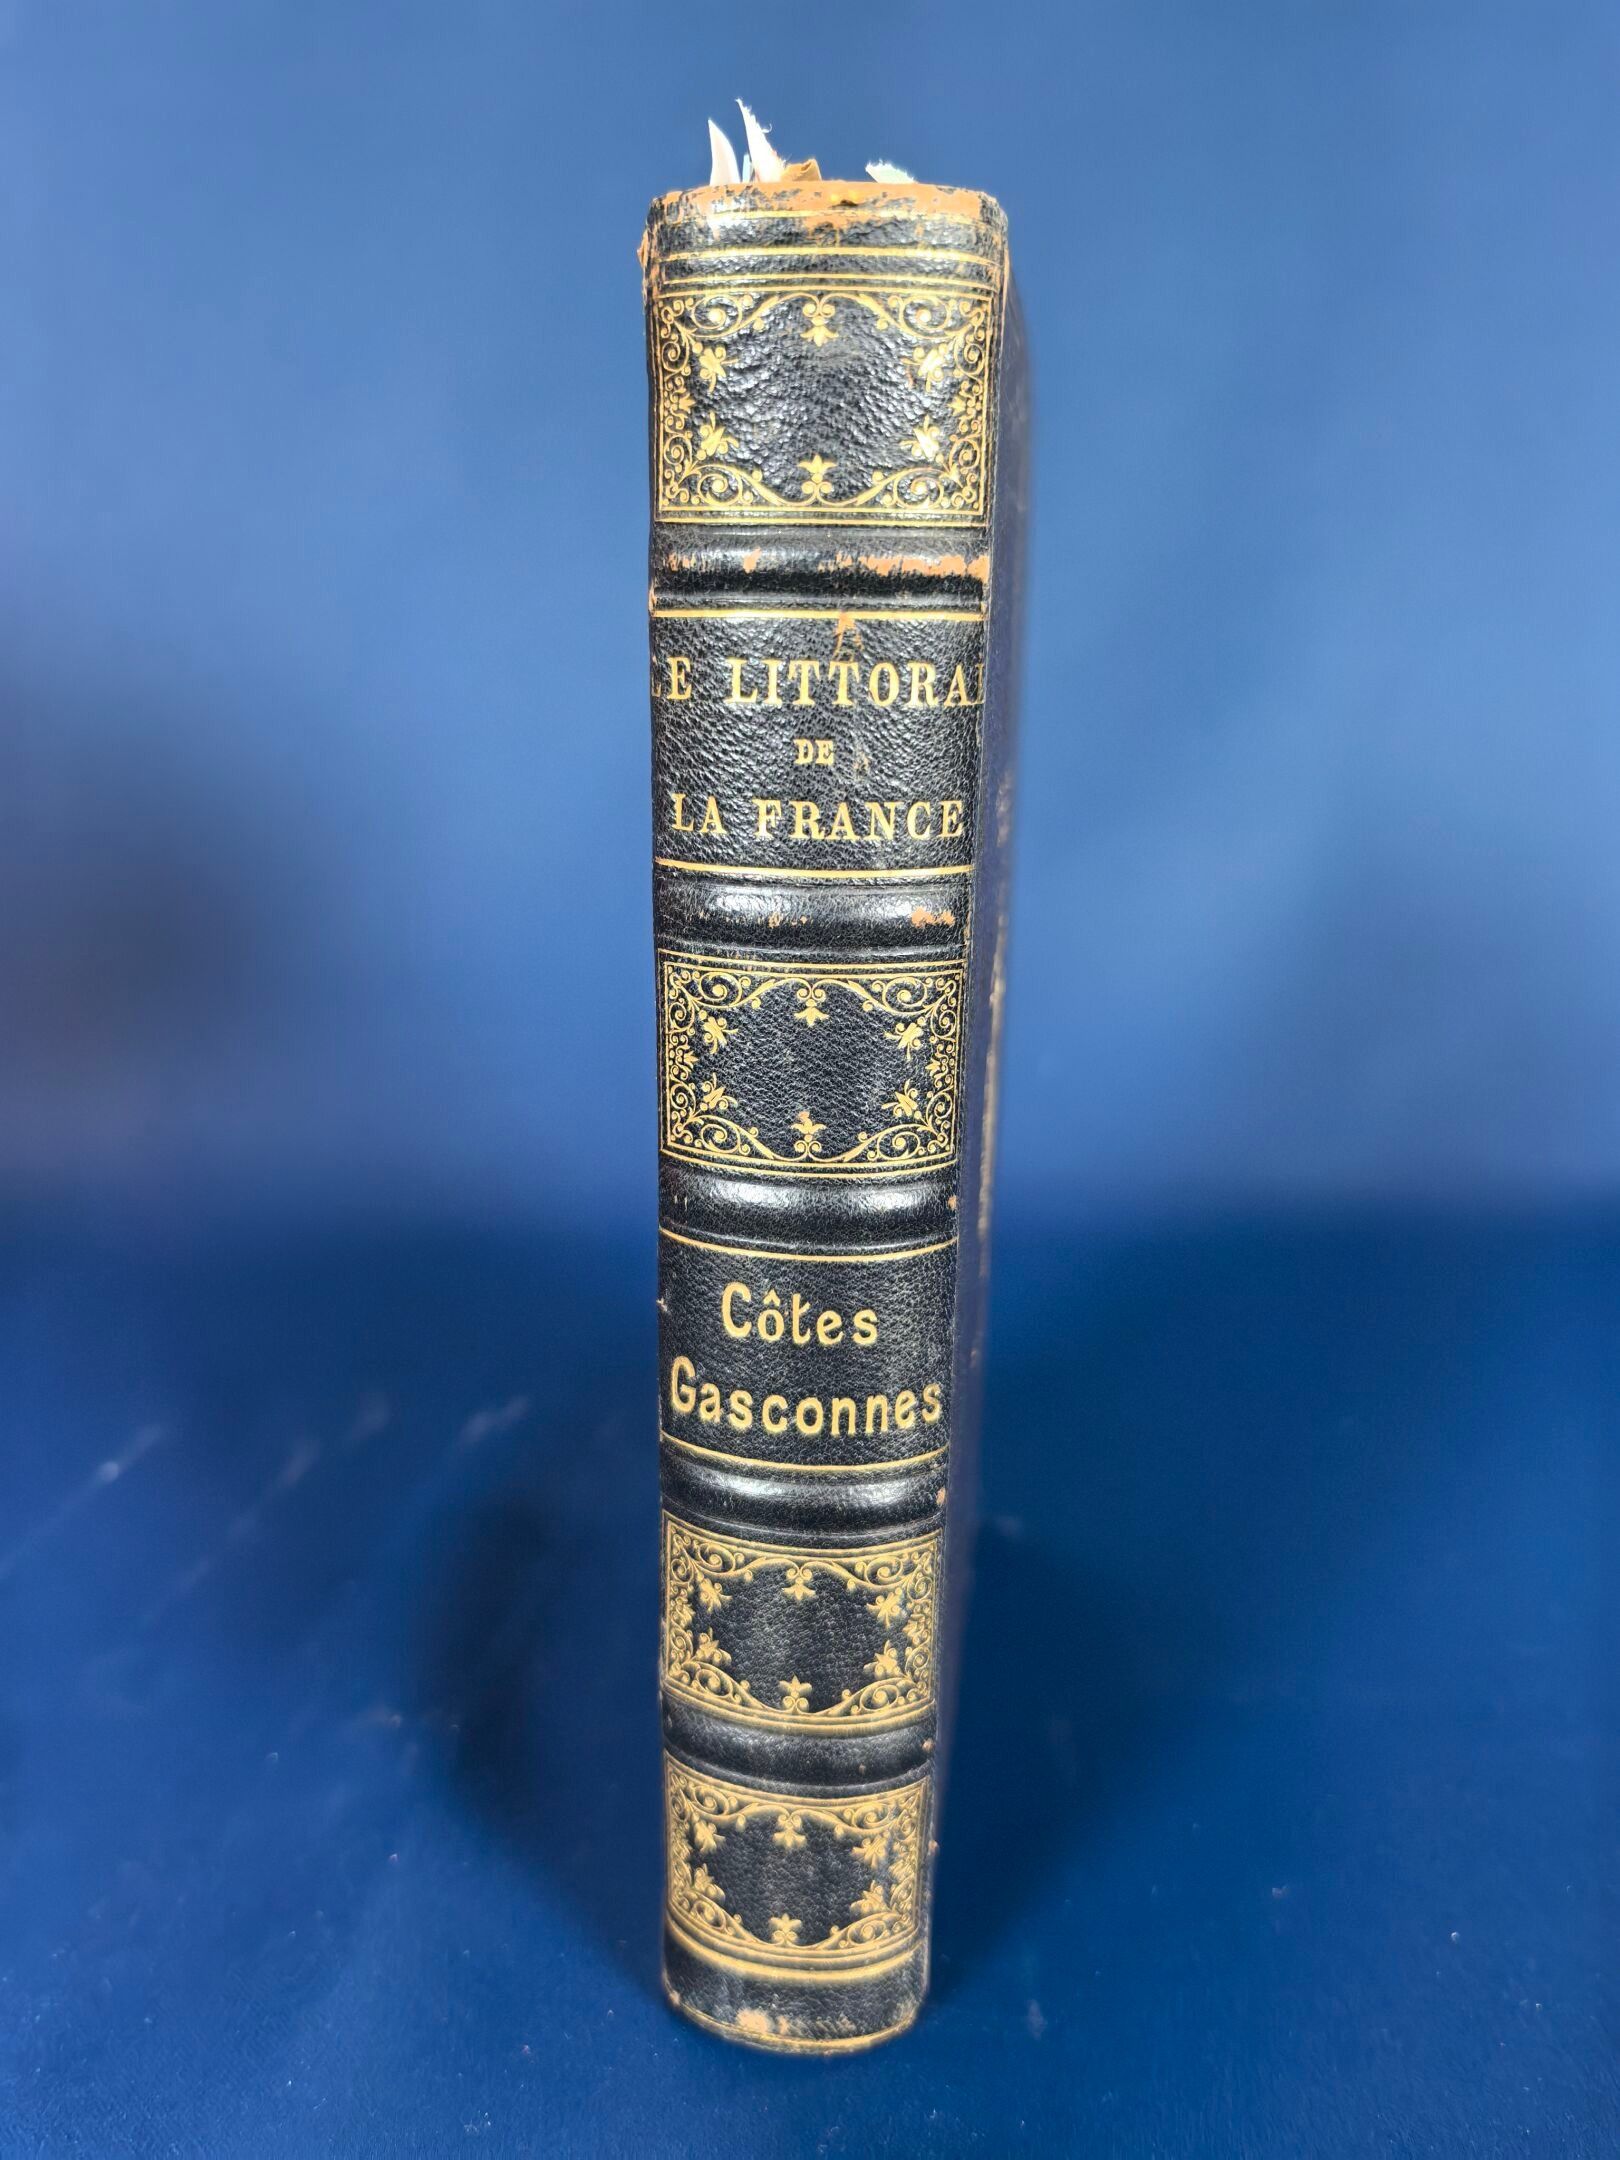 LE LITTORAL
DE
LA FRANCE
Côtes
Gasconnes